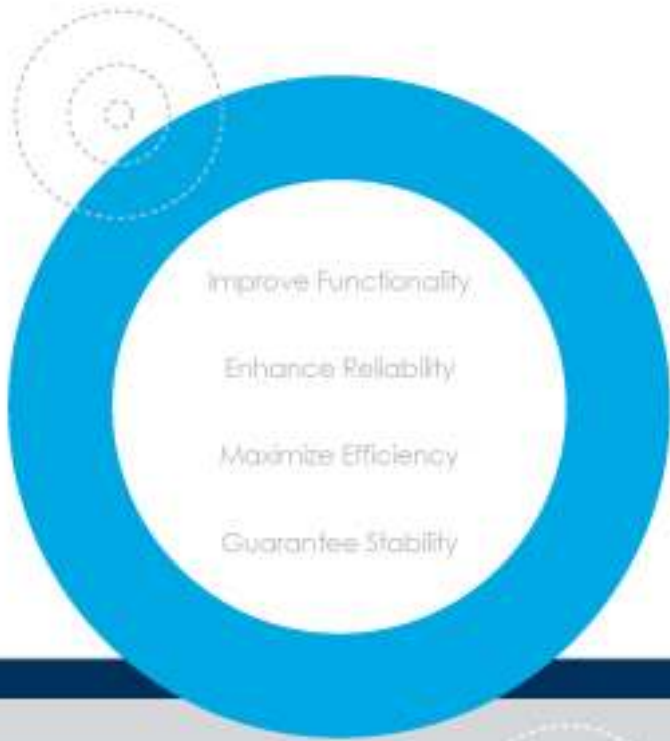 Improve Functionality
Enhance Reliability
Maximize Efficiency
Guarantee Stability